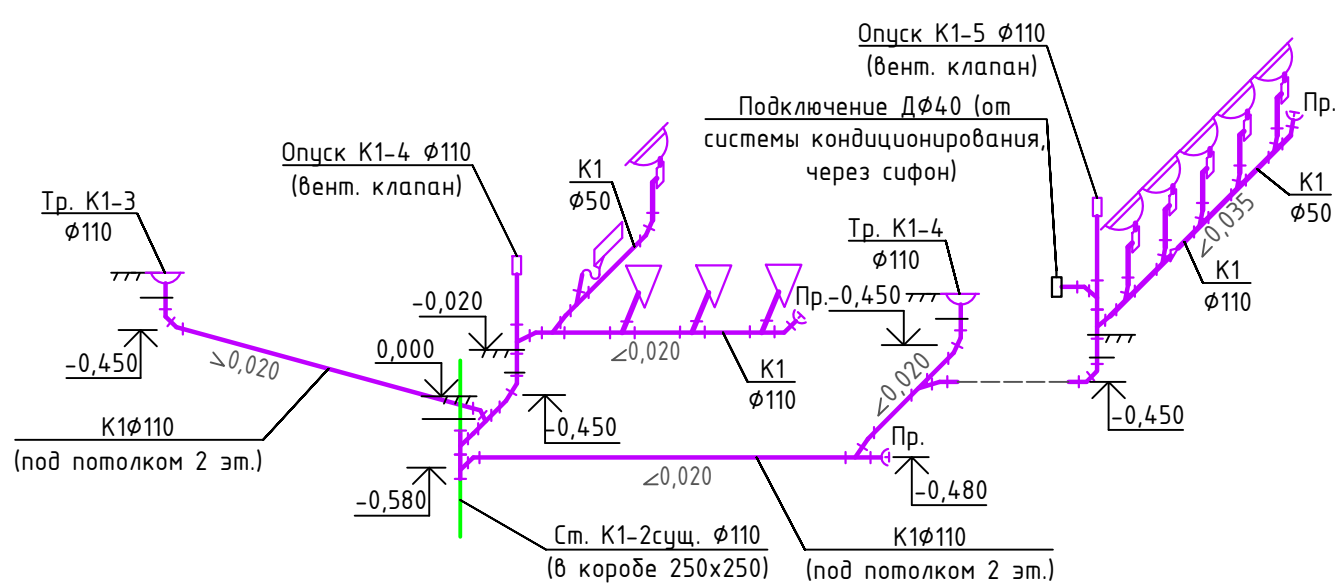 Опуск К1-5 Ф110
(вент. клапан)
Подключение ДФ40 (от
системы кондиционирования,
через сифон)
Пр.
Опуск К1-4 Ф110
(вент. клапан)
К1
Ф50
К1
Ф50
Тр. К1-3
Ф110
Тр. К1-4
Ф110
<0,035
К1
Ф110
-0,020
Пр.
-0,450
-0,450
>0,020
0,000
<0,020
К1
Ф110
<0,020
-0,450
-0,450
К1Ф110
(под потолком 2 эт.)
Пр.
<0,020
-0,580
-0,480
Ст. К1-2сущ. Ф110
(в коробе 250х250)
К1Ф110
(под потолком 2 эт.)